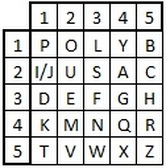 1 2 3 4 5
1 P O L Y B
2 I/J U S A C
3 D E F G H
4 K M N Q R
5 T V W X Z